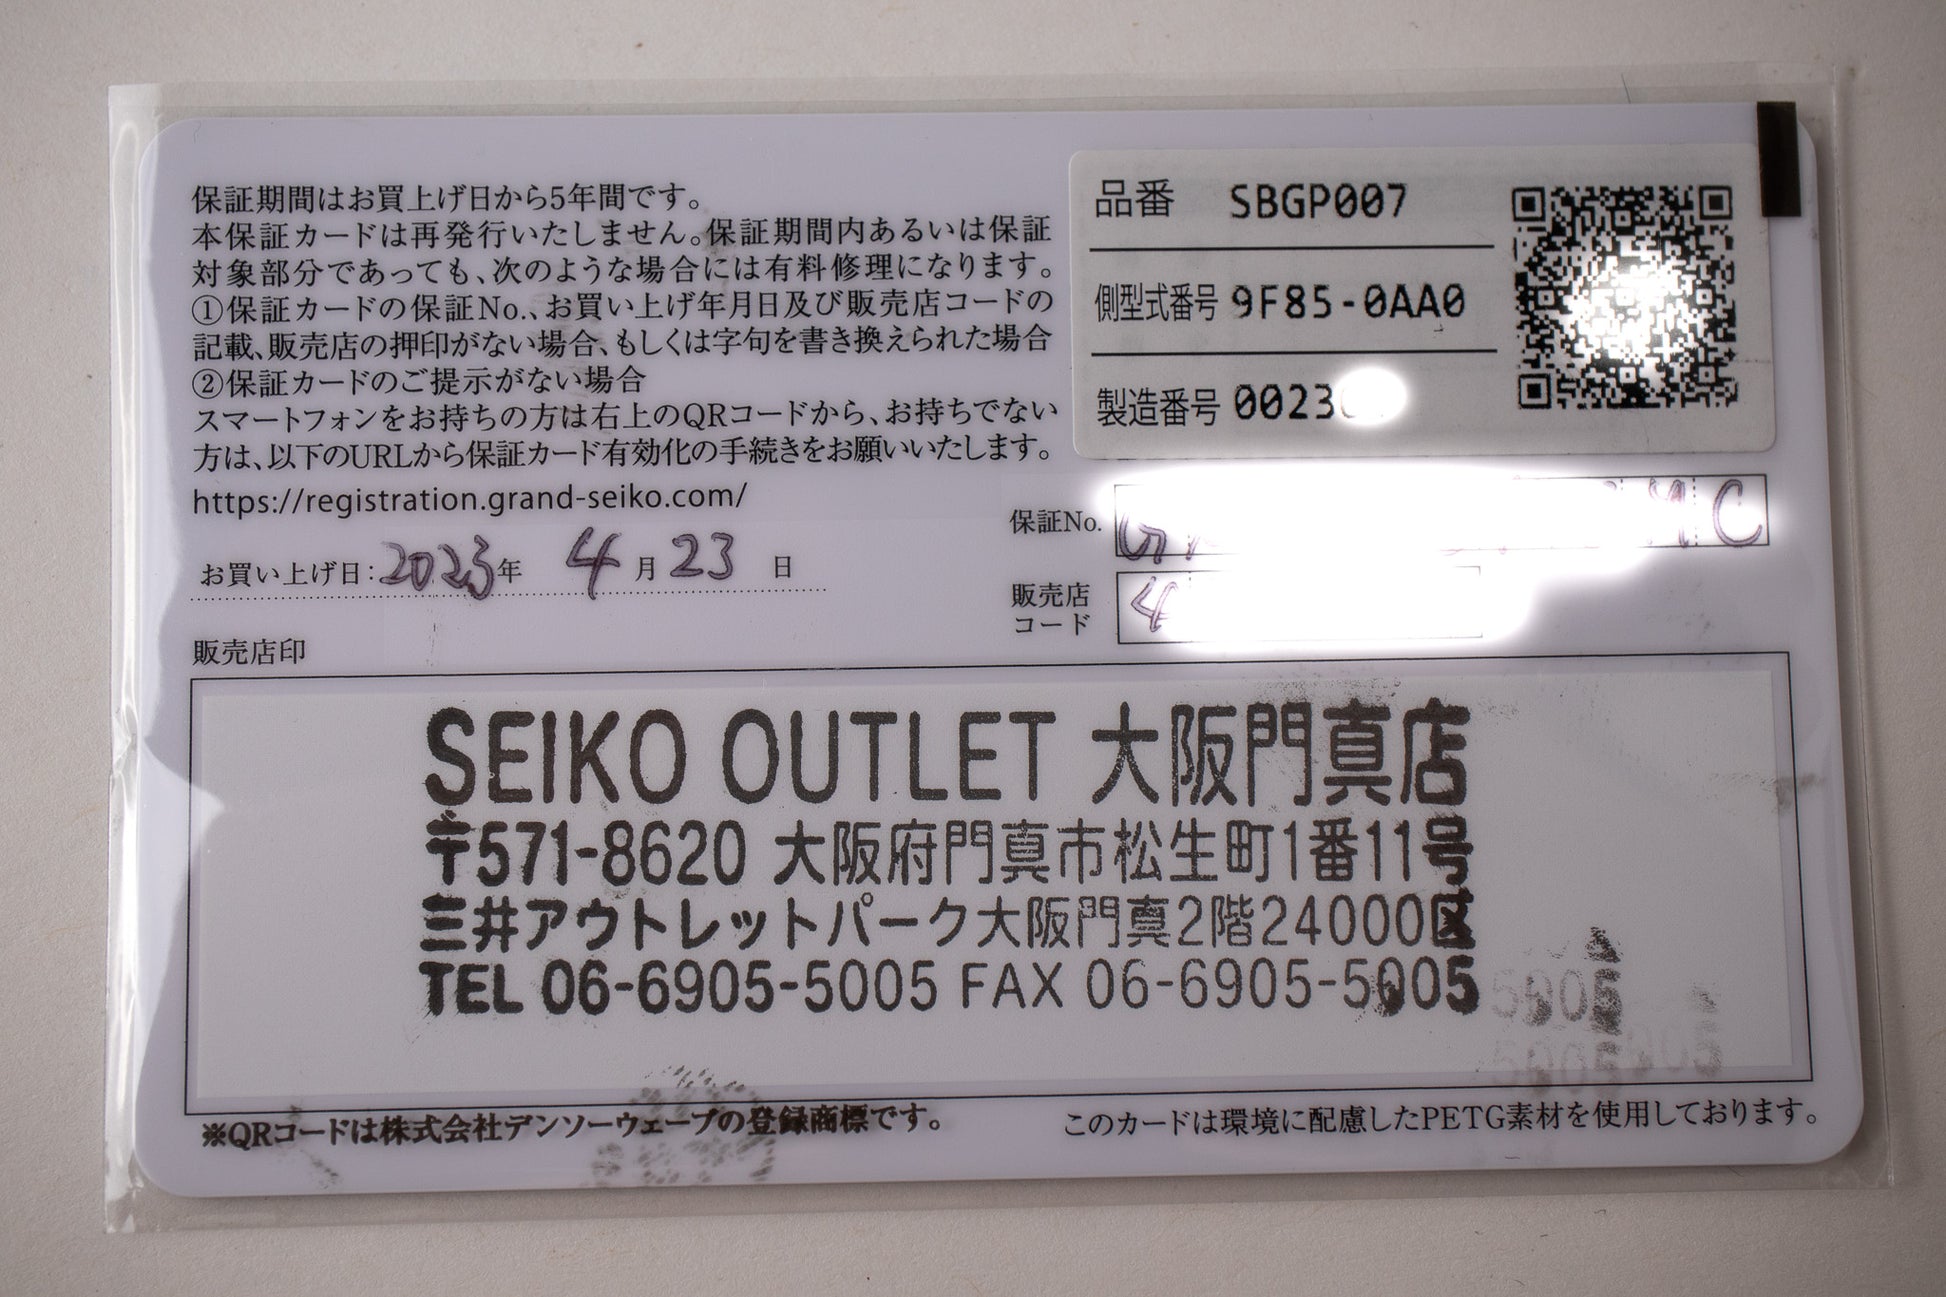 保証期間はお買上げ日から5年間です。
本保証カードは再発行いたしません。保証期間内あるいは保証
対象部分であっても、次のような場合には有料修理になります。
①保証カードの保証No.、お買い上げ年月日及び販売店コードの
記載、販売店の押印がない場合、もしくは字句を書き換えられた場合
②保証カードのご提示がない場合
スマートフォンをお持ちの方は右上のQRコードから、お持ちでない
方は、以下のURLから保証カード有効化の手続きをお願いいたします。
https://registration.grand-seiko.com/
お買い上げ日:2023年 4月23日
品番 SBGP007
側型式番号 9F85-0AA0
製造番号 0023
保証No. G C
販売店 4
コード
販売店印
SEIKO OUTLET 大阪門真店
〒571-8620 大阪府門真市松生町1番11号
三井アウトレットパーク大阪門真2階24000区
TEL 06-6905-5005 FAX 06-6905-5005
※QRコードは株式会社デンソーウェーブの登録商標です。
このカードは環境に配慮したPETG素材を使用しております。